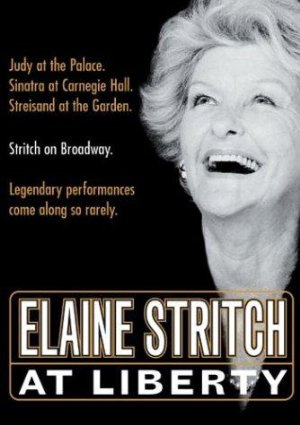 Judy at the Palace.
Sinatra at Carnegie Hall.
Streisand at the Garden.
Stritch on Broadway.
Legendary performances
come along so rarely.
ELAINE STRITCH
AT LIBERTY